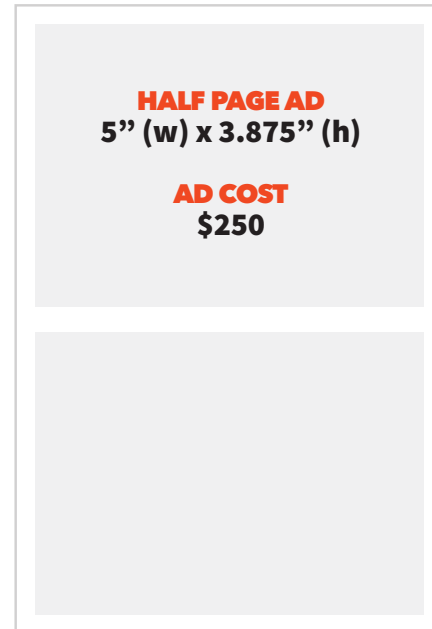 HALF PAGE AD
5” (w) x 3.875” (h)
AD COST
$250